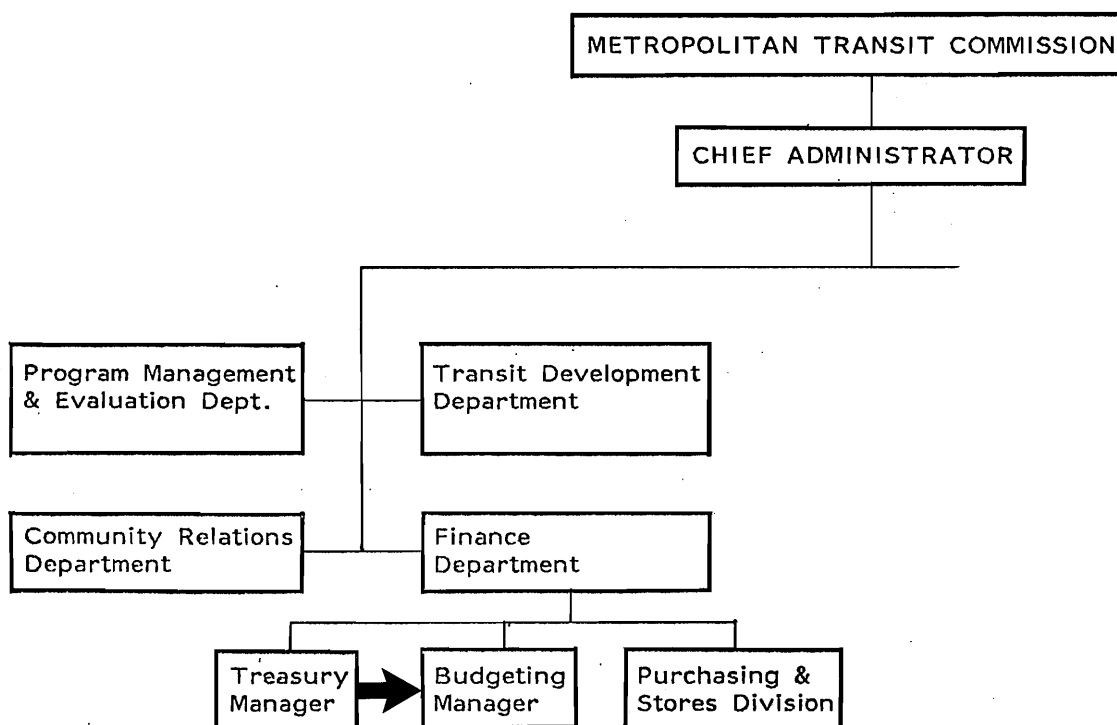 METROPOLITAN TRANSIT COMMISSION
CHIEF ADMINISTRATOR
Program Management
& Evaluation Dept.
Transit Development
Department
Community Relations
Department
Finance
Department
Treasury
Manager
Budgeting
Manager
Purchasing &
Stores Division